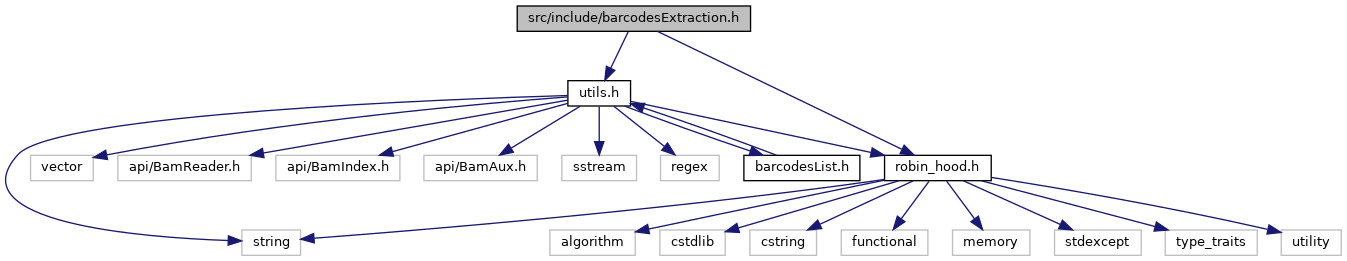 src/include/barcodesExtraction.h
utils.h
vector
api/BamReader.h
api/BamIndex.h
api/BamAux.h
sstream
regex
barcodesList.h
robin_hood.h
string
algorithm
cstdlib
cstring
functional
memory
stdexcept
type_traits
utility